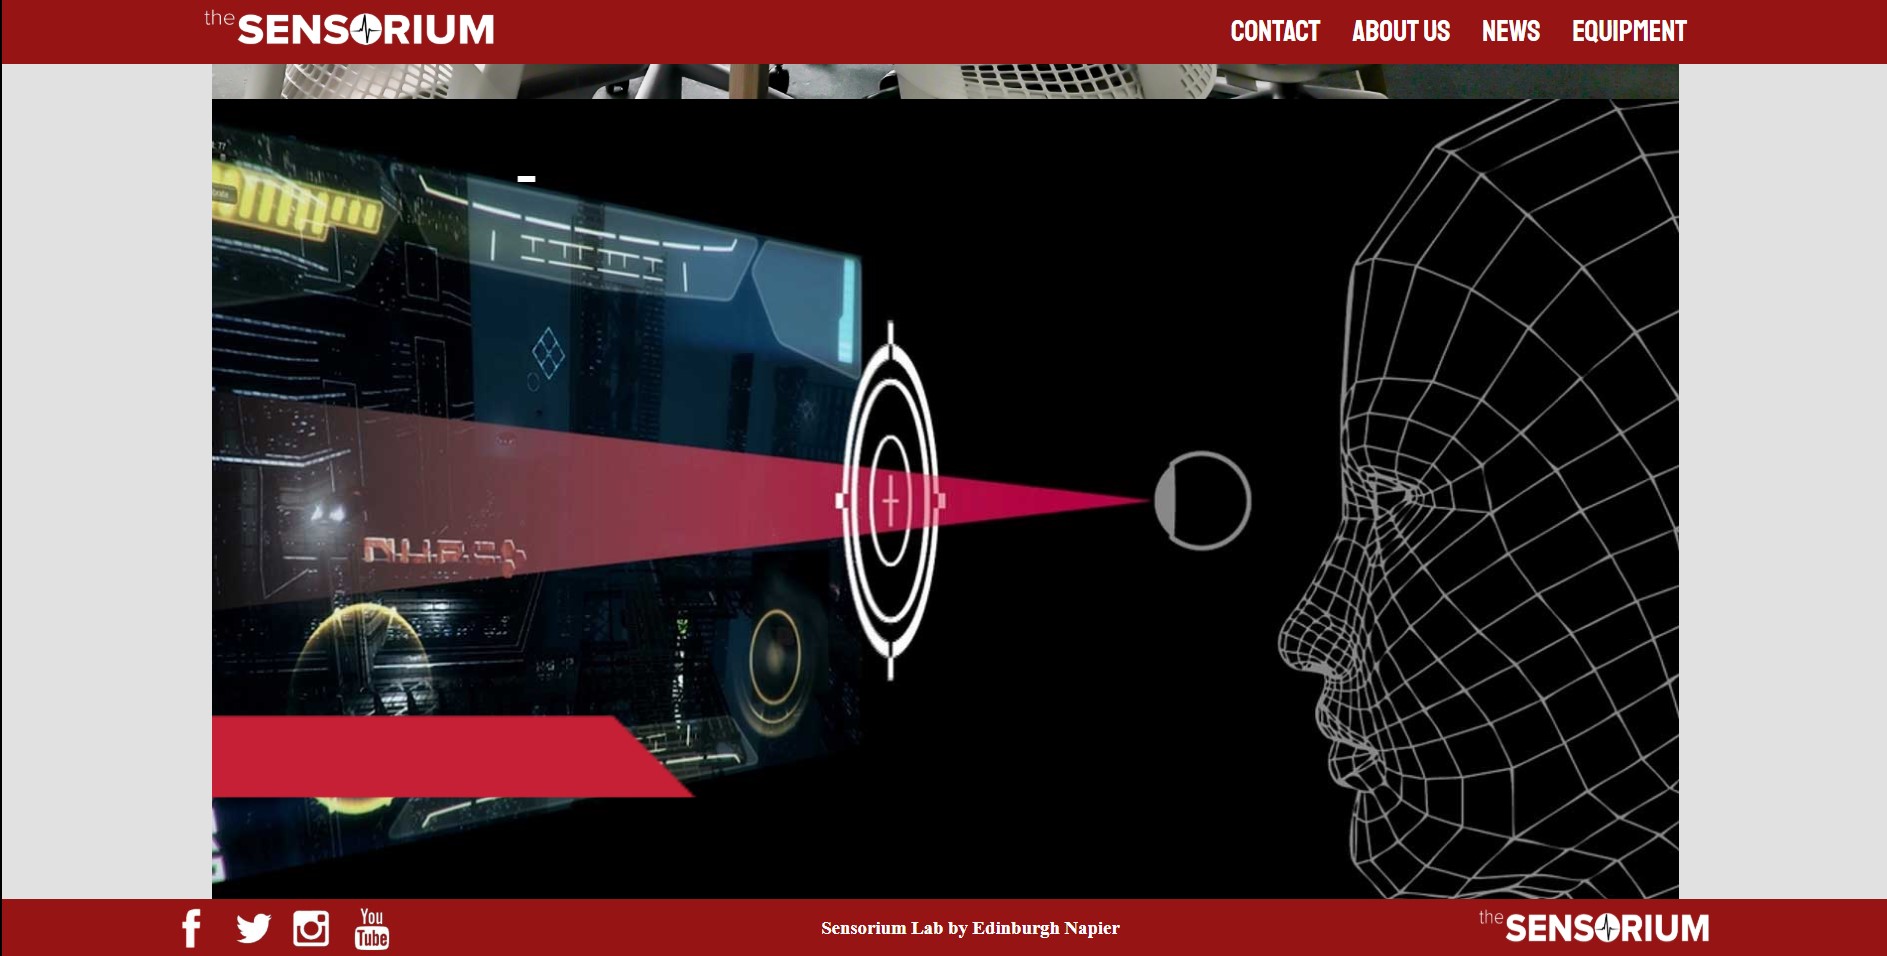 the SENSORIUM
CONTACT ABOUT US NEWS EQUIPMENT
You
Tube
Sensorium Lab by Edinburgh Napier
the SENSORIUM